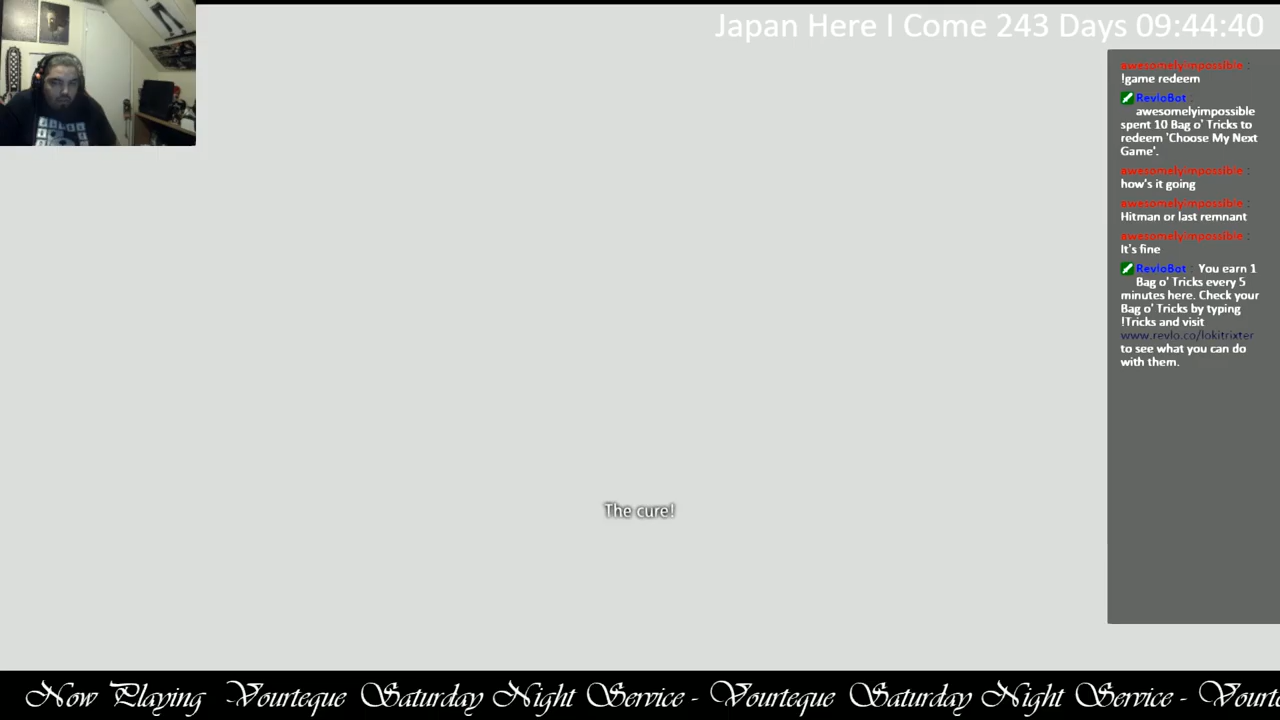 Japan Here I Come 243 Days 09:44:40
awesomelyimpossible :
!game redeem
RevloBot :
awesomelyimpossible
spent 10 Bag o' Tricks to
redeem 'Choose My Next
Game'.
awesomelyimpossible :
how's it going
awesomelyimpossible :
Hitman or last remnant
awesomelyimpossible :
It's fine
RevloBot : You earn 1
Bag o' Tricks every 5
minutes here. Check your
Bag o' Tricks by typing
!Tricks and visit
www.revlo.co/lokitrixter
to see what you can do
with them.
The cure!
Now Playing -Vourteque Saturday Night Service - Vourteque Saturday Night Service - Vourte